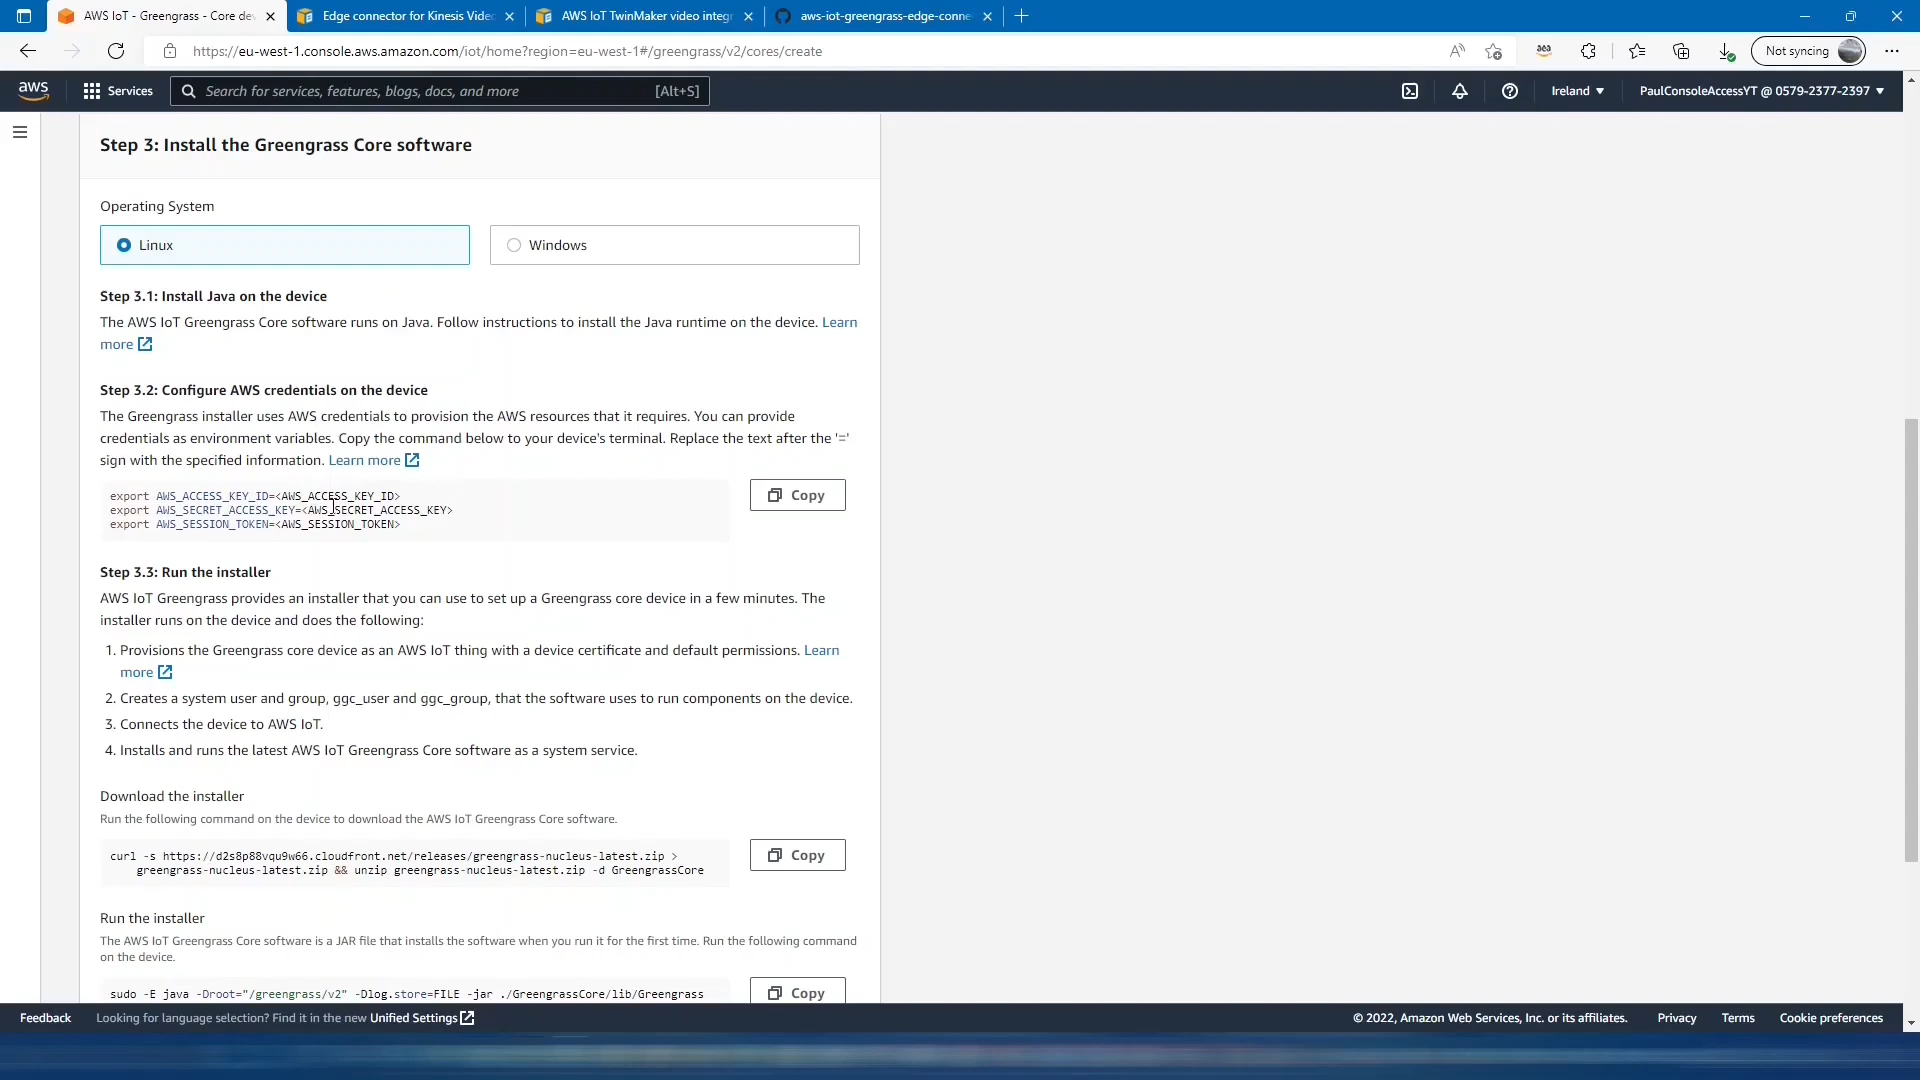 AWS IoT - Greengrass - Core dev
Edge connector for Kinesis Video
AWS IoT TwinMaker video integr
aws-iot-greengrass-edge-conne
https://eu-west-1.console.aws.amazon.com/iot/home?region=eu-west-1#/greengrass/v2/cores/create
Not syncing
aws
Services
Search for services, features, blogs, docs, and more
[Alt+S]
Ireland
PaulConsoleAccessYT @ 0579-2377-2397
Step 3: Install the Greengrass Core software
Operating System
Linux
Windows
Step 3.1: Install Java on the device
The AWS IoT Greengrass Core software runs on Java. Follow instructions to install the Java runtime on the device. Learn
more
Step 3.2: Configure AWS credentials on the device
The Greengrass installer uses AWS credentials to provision the AWS resources that it requires. You can provide
credentials as environment variables. Copy the command below to your device's terminal. Replace the text after the '='
sign with the specified information. Learn more
export AWS_ACCESS_KEY_ID=<AWS_ACCESS_KEY_ID>
export AWS_SECRET_ACCESS_KEY=<AWS_SECRET_ACCESS_KEY>
export AWS_SESSION_TOKEN=<AWS_SESSION_TOKEN>
Copy
Step 3.3: Run the installer
AWS IoT Greengrass provides an installer that you can use to set up a Greengrass core device in a few minutes. The
installer runs on the device and does the following:
1. Provisions the Greengrass core device as an AWS IoT thing with a device certificate and default permissions. Learn
more
2. Creates a system user and group, ggc_user and ggc_group, that the software uses to run components on the device.
3. Connects the device to AWS IoT.
4. Installs and runs the latest AWS IoT Greengrass Core software as a system service.
Download the installer
Run the following command on the device to download the AWS IoT Greengrass Core software.
curl -s https://d2s8p88vqu9w66.cloudfront.net/releases/greengrass-nucleus-latest.zip >
greengrass-nucleus-latest.zip && unzip greengrass-nucleus-latest.zip -d GreengrassCore
Copy
Run the installer
The AWS IoT Greengrass Core software is a JAR file that installs the software when you run it for the first time. Run the following command
on the device.
sudo -E java -Droot="/greengrass/v2" -Dlog.store=FILE -jar ./GreengrassCore/lib/Greengrass
Copy
Feedback
Looking for language selection? Find it in the new Unified Settings
© 2022, Amazon Web Services, Inc. or its affiliates.
Privacy
Terms
Cookie preferences